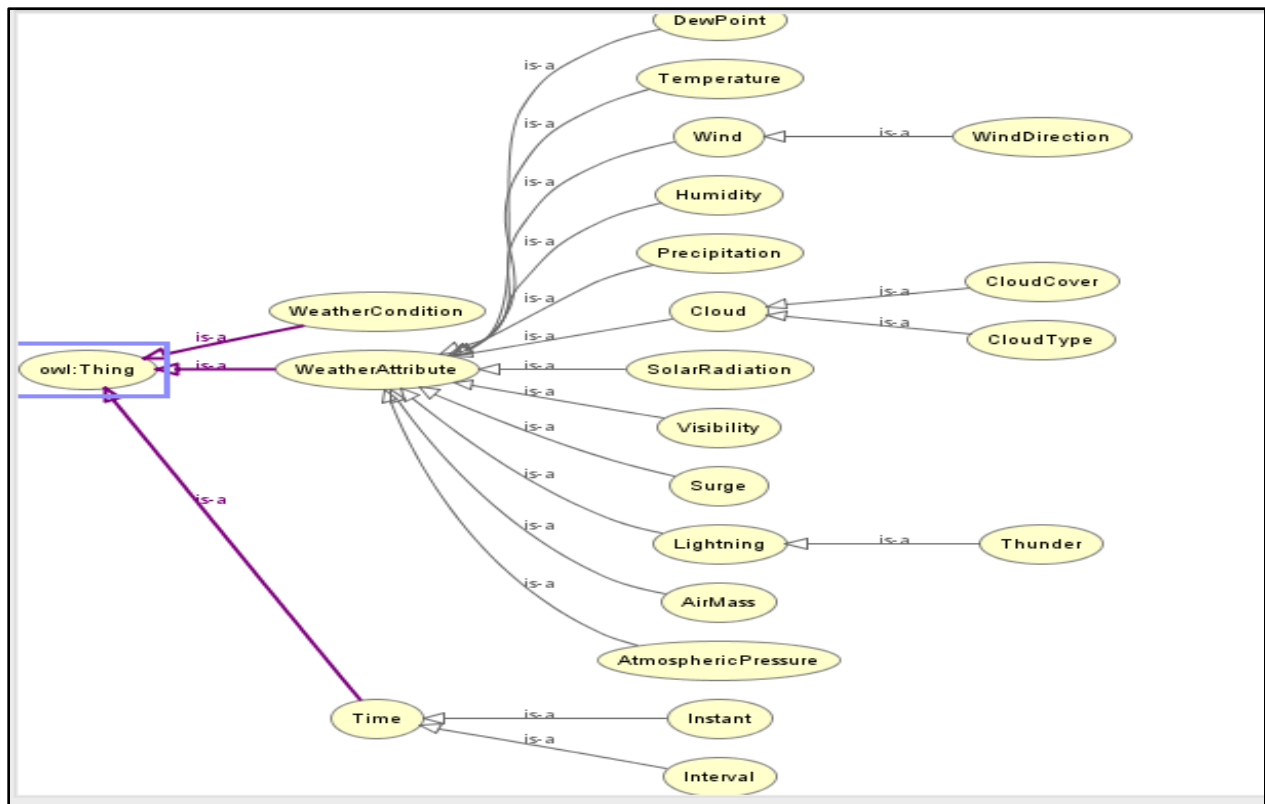 DewPoint
is-a
Temperature
is-a
Wind
is-a
WindDirection
is-a
Humidity
is-a
Precipitation
is-a
CloudCover
is-a
WeatherCondition
Cloud
is-a
CloudType
is-a
is-a
owl:Thing
is-a
WeatherAttribute
is-a
SolarRadiation
is-a
Visibility
is-a
Surge
is-a
is-a
Lightning
is-a
Thunder
is-a
AirMass
is-a
AtmosphericPressure
Time
is-a
Instant
is-a
Interval